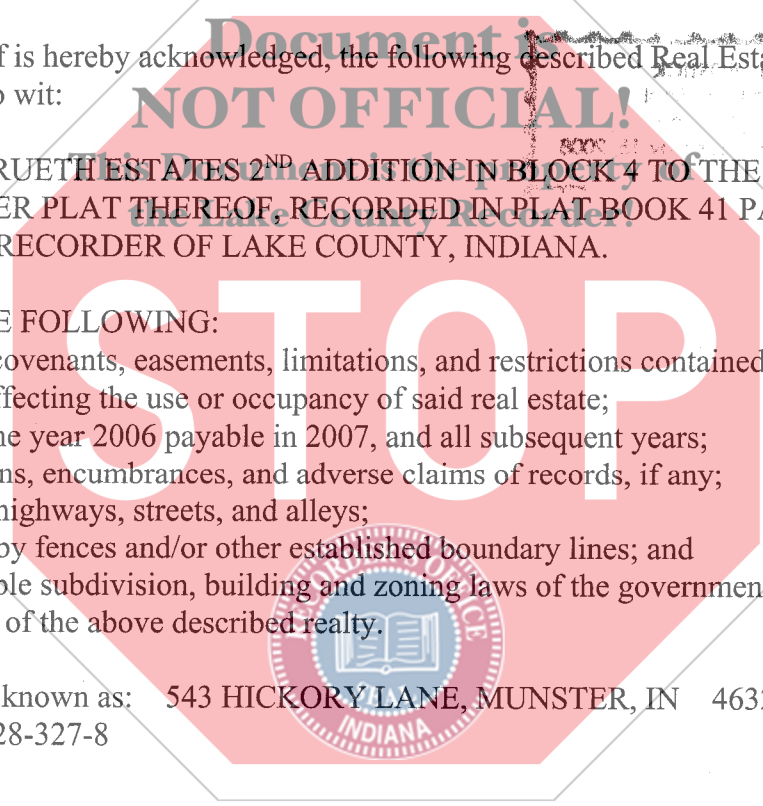 Document is
f is hereby acknowledged, the following described Real Esta
o wit:
NOT OFFICIAL!
This Document is the property of
RUETH ESTATES 2ND ADDITION IN BLOCK 4 TO THE
ER PLAT THEREOF, RECORDED IN PLAT BOOK 41 PA
the Lake County Recorder!
RECORDER OF LAKE COUNTY, INDIANA.
STOP
E FOLLOWING:
covenants, easements, limitations, and restrictions contained
ffecting the use or occupancy of said real estate;
ne year 2006 payable in 2007, and all subsequent years;
ns, encumbrances, and adverse claims of records, if any;
highways, streets, and alleys;
by fences and/or other established boundary lines; and
ble subdivision, building and zoning laws of the governmen
of the above described realty.
RECORDER'S OFFICE
SEAL
INDIANA
known as: 543 HICKORY LANE, MUNSTER, IN 4632
28-327-8